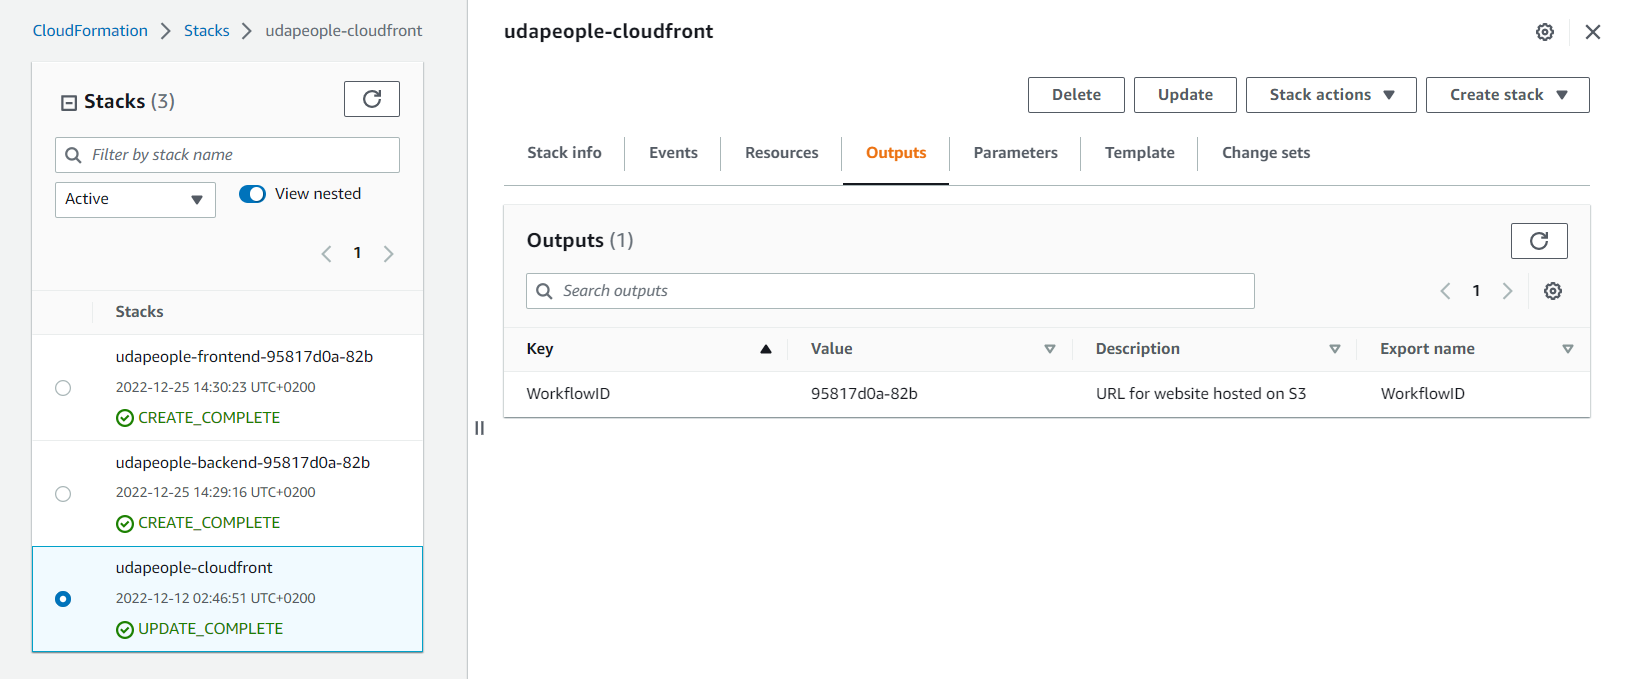 CloudFormation > Stacks > udapeople-cloudfront
Stacks (3)
Filter by stack name
Active
View nested
1
Stacks
udapeople-frontend-95817d0a-82b
2022-12-25 14:30:23 UTC+0200
CREATE_COMPLETE
udapeople-backend-95817d0a-82b
2022-12-25 14:29:16 UTC+0200
CREATE_COMPLETE
udapeople-cloudfront
2022-12-12 02:46:51 UTC+0200
UPDATE_COMPLETE
udapeople-cloudfront
Delete Update Stack actions Create stack
Stack info Events Resources Outputs Parameters Template Change sets
Outputs (1)
Search outputs
1
Key Value Description Export name
WorkflowID 95817d0a-82b URL for website hosted on S3 WorkflowID